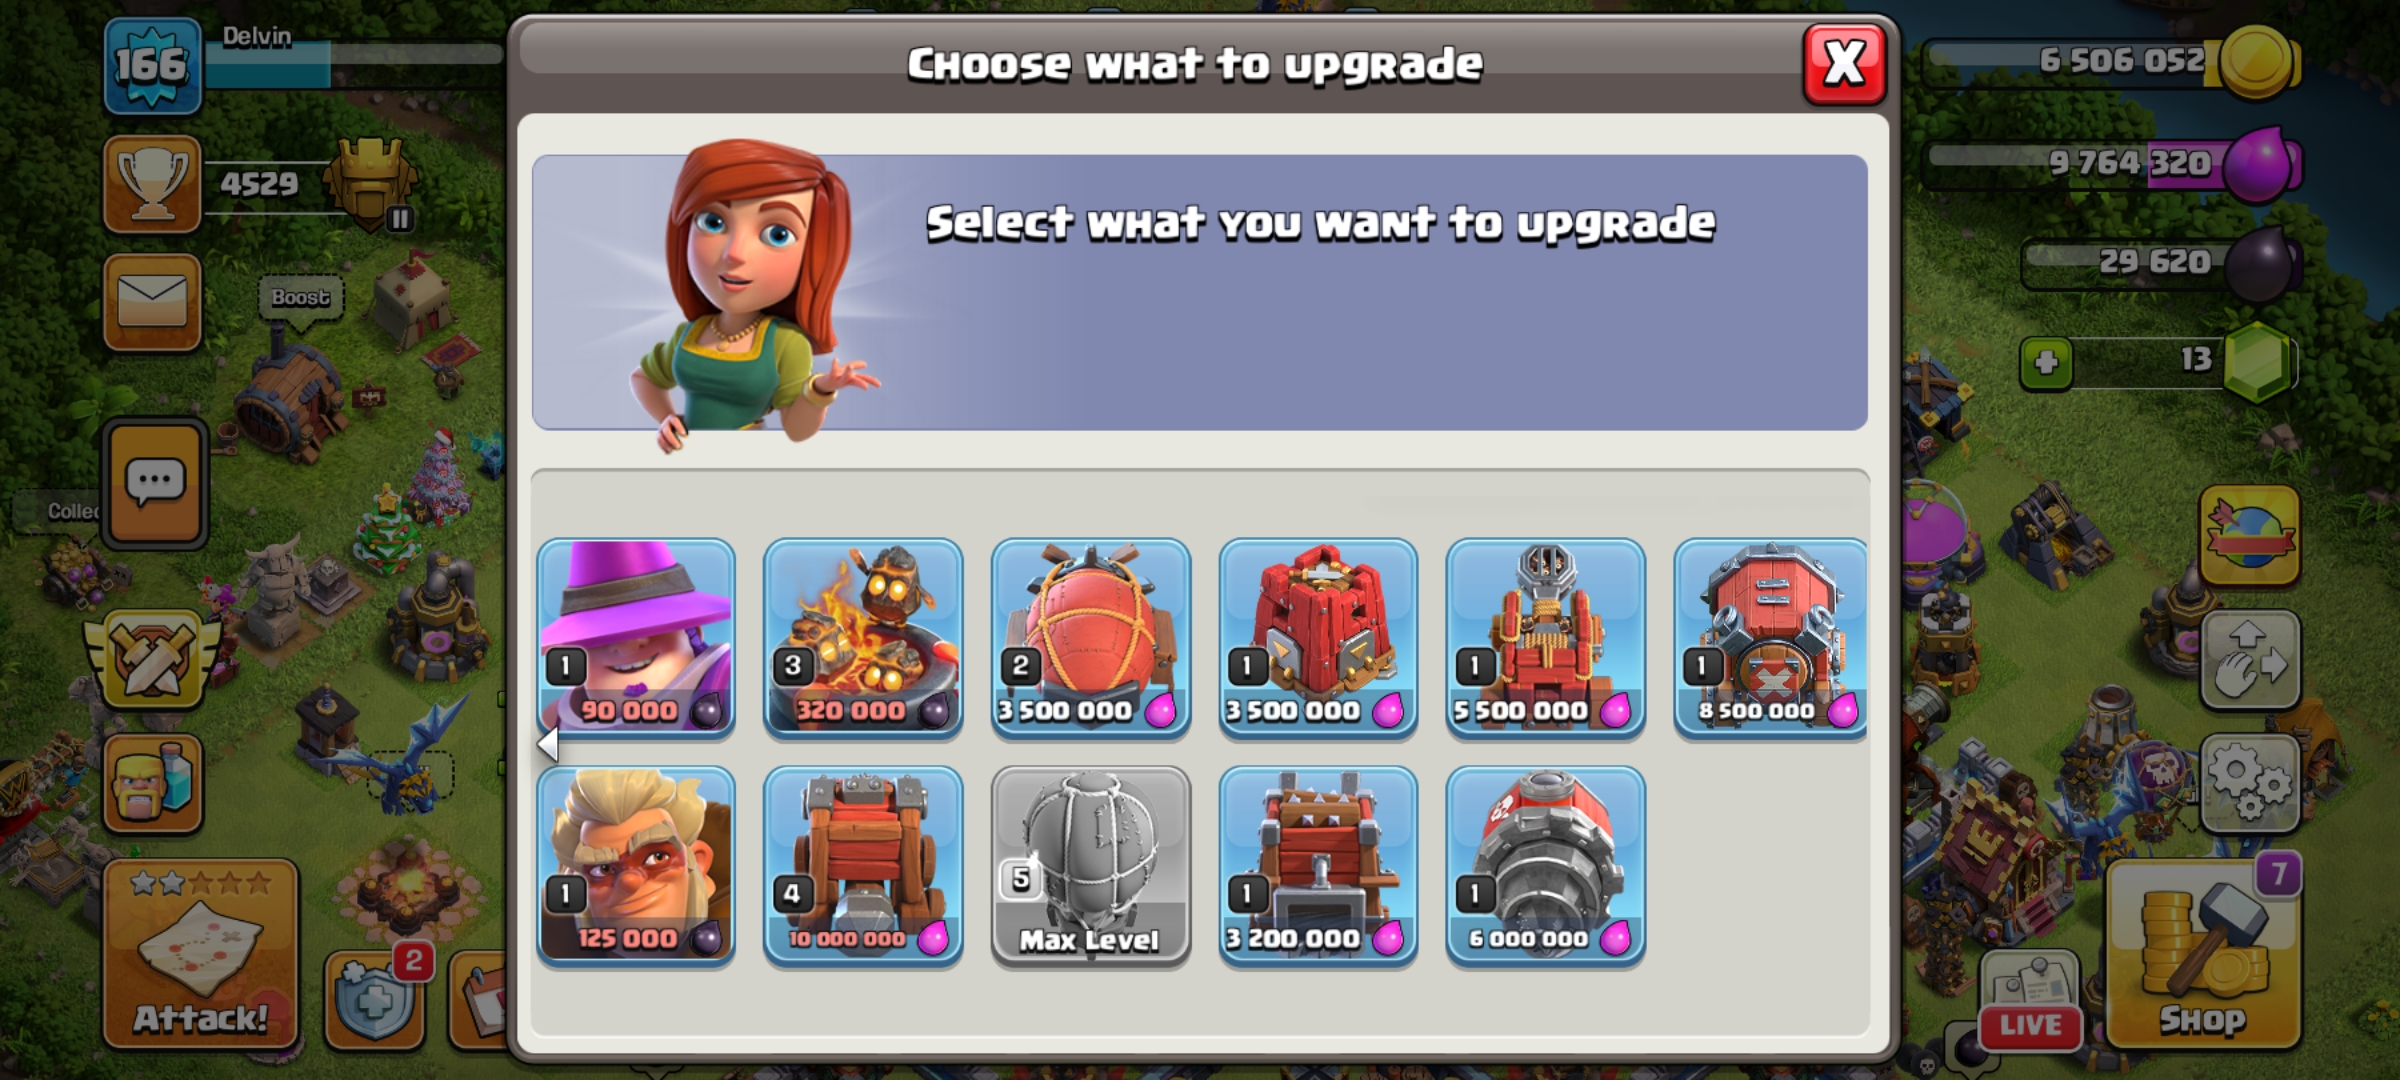 166
Delvin
4529
Boost
Collec
Attack!
2
Choose what to upgrade
X
Select what you want to upgrade
1
90 000
3
320 000
2
3 500 000
1
3 500 000
1
5 500 000
1
8 500 000
1
125 000
4
10 000 000
5
Max Level
1
3 200 000
1
6 000 000
6 506 052
9 764 320
29 620
13
7
LIVE
Shop